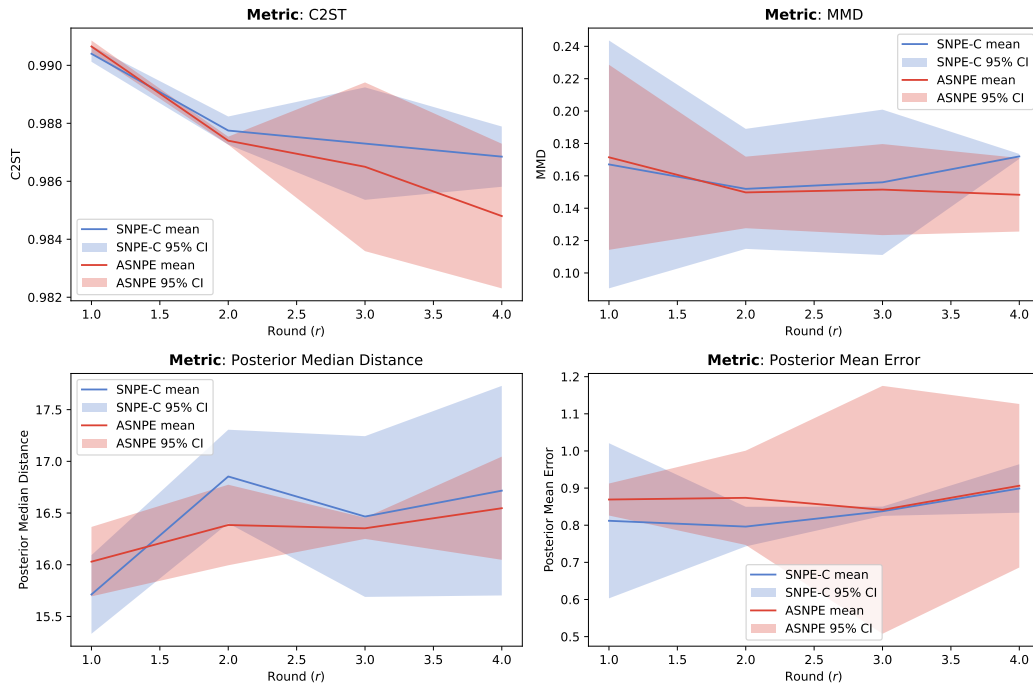 Metric: C2ST
C2ST
0.990
0.988
0.986
0.984
0.982
SNPE-C mean
SNPE-C 95% CI
ASNPE mean
ASNPE 95% CI
1.0 1.5 2.0 2.5 3.0 3.5 4.0
Round (r)
Metric: MMD
MMD
0.24
0.22
0.20
0.18
0.16
0.14
0.12
0.10
SNPE-C mean
SNPE-C 95% CI
ASNPE mean
ASNPE 95% CI
1.0 1.5 2.0 2.5 3.0 3.5 4.0
Round (r)
Metric: Posterior Median Distance
Posterior Median Distance
17.5
17.0
16.5
16.0
15.5
SNPE-C mean
SNPE-C 95% CI
ASNPE mean
ASNPE 95% CI
1.0 1.5 2.0 2.5 3.0 3.5 4.0
Round (r)
Metric: Posterior Mean Error
Posterior Mean Error
1.2
1.1
1.0
0.9
0.8
0.7
0.6
0.5
SNPE-C mean
SNPE-C 95% CI
ASNPE mean
ASNPE 95% CI
1.0 1.5 2.0 2.5 3.0 3.5 4.0
Round (r)